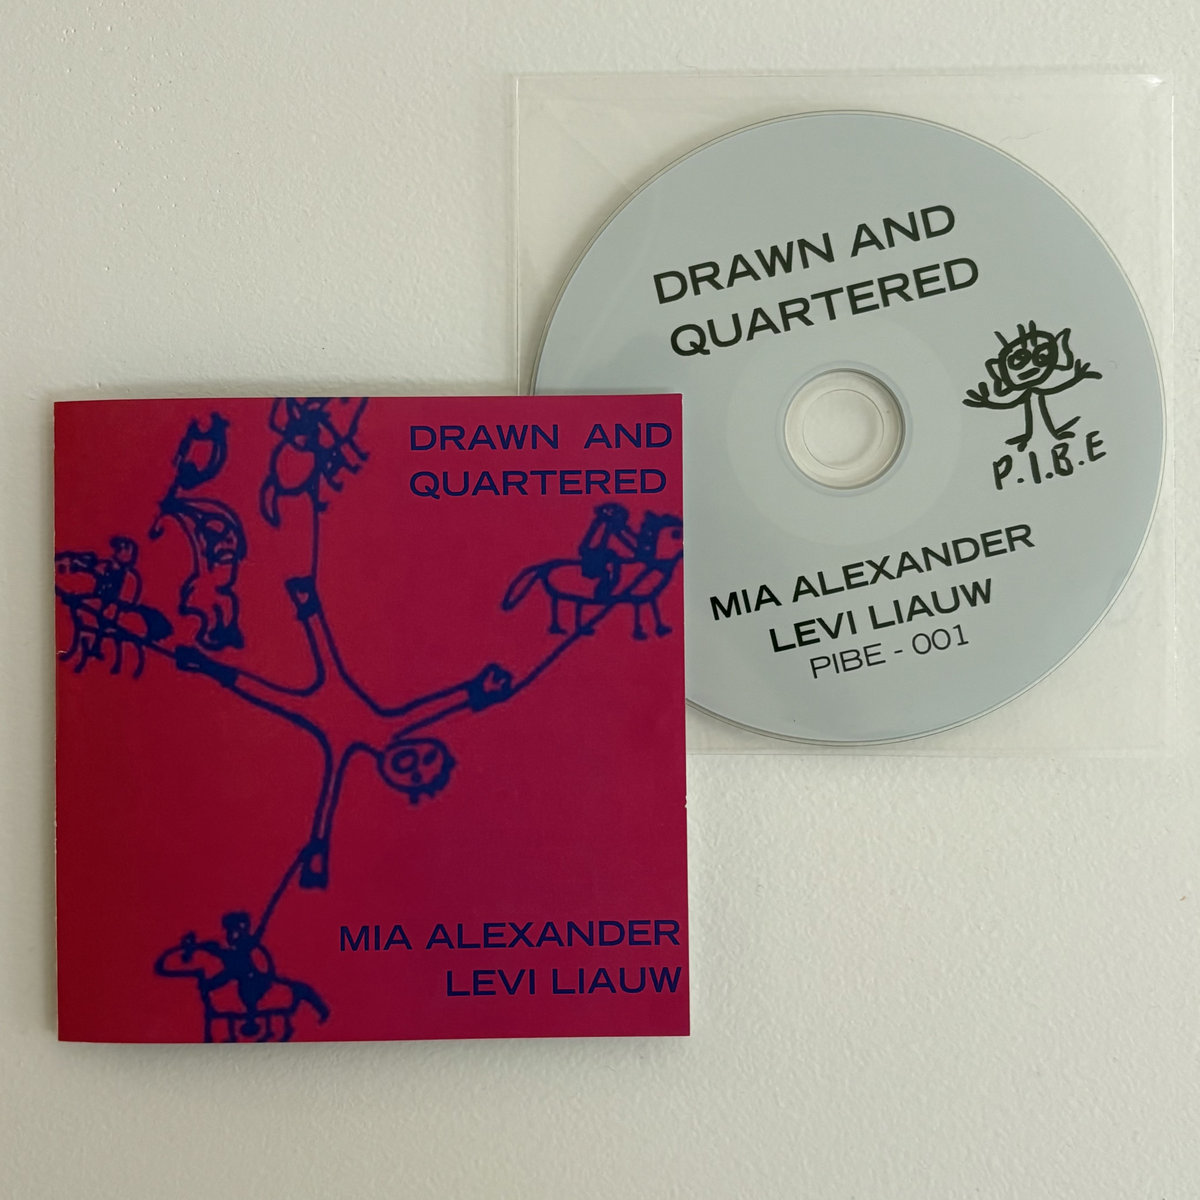 DRAWN AND
QUARTERED
P.I.B.E
MIA ALEXANDER
LEVI LIAUW
PIBE - 001
DRAWN AND
QUARTERED
MIA ALEXANDER
LEVI LIAUW